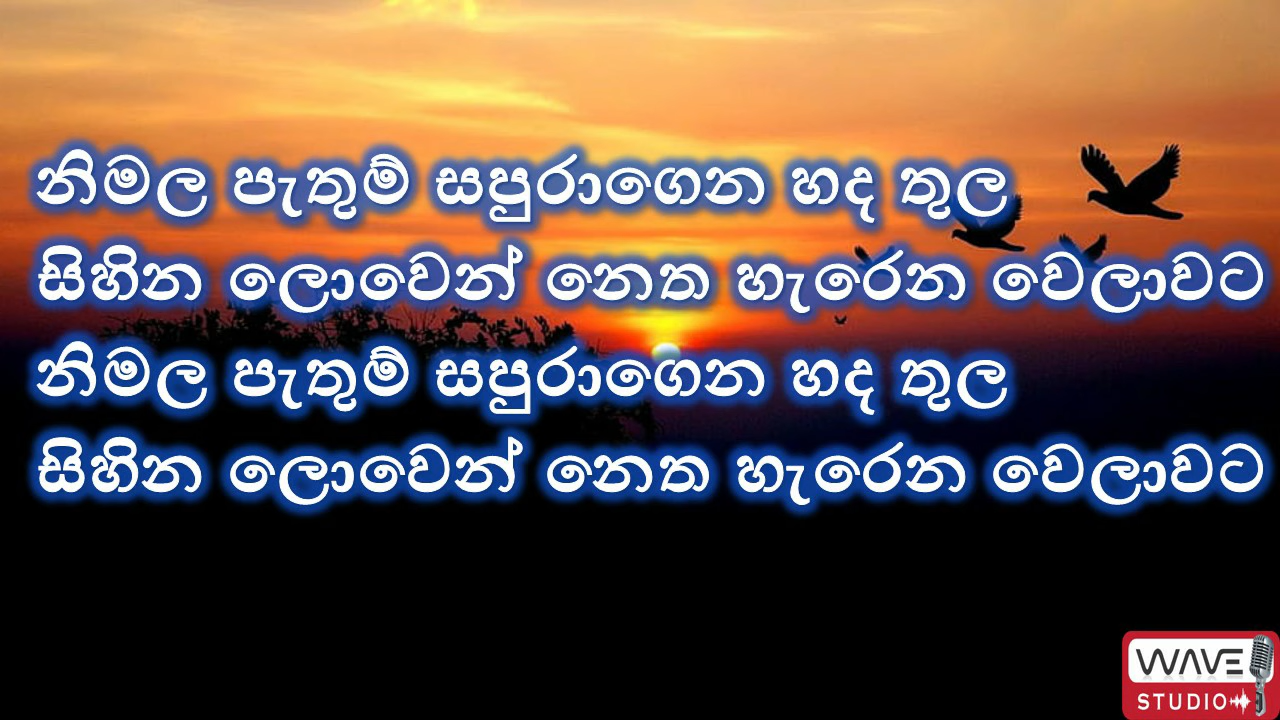 නිමල පැතුම් සපුරාගෙන හද තුල
සිහින ලොවෙන් නෙත හැරෙන වෙලාවට
නිමල පැතුම් සපුරාගෙන හද තුල
සිහින ලොවෙන් නෙත හැරෙන වෙලාවට
WAVE
STUDIO